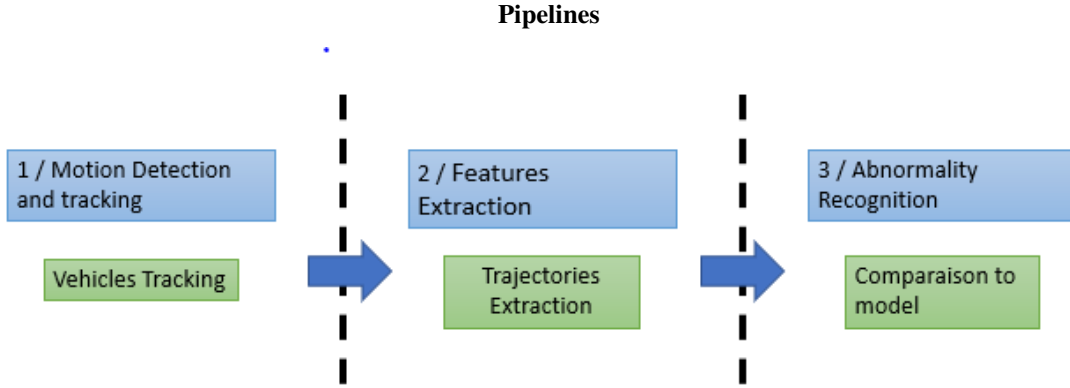 Pipelines
1 / Motion Detection
and tracking
Vehicles Tracking
2 / Features
Extraction
Trajectories
Extraction
3 / Abnormality
Recognition
Comparaison to
model